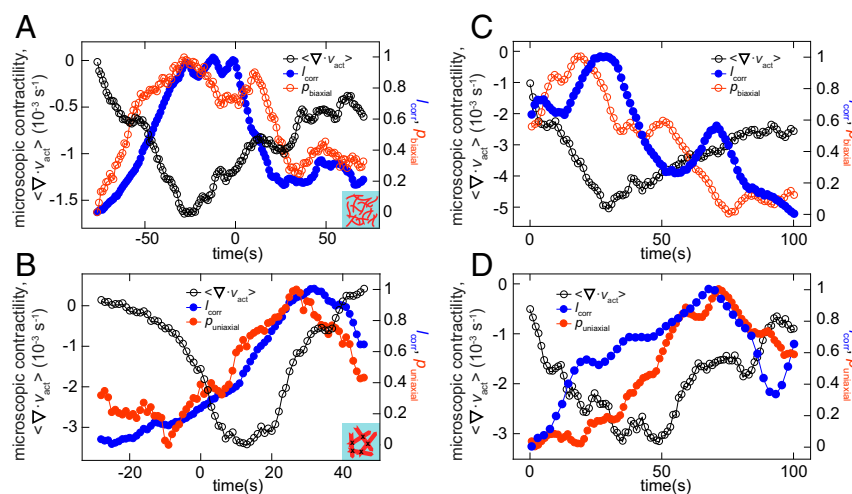 A
microscopic contractility,
<∇·v_act> (10⁻³ s⁻¹)
0
-0.5
-1
-1.5
<∇·v_act>
l_corr
p_biaxial
1
0.8
0.6
0.4
0.2
0
l_corr, p_biaxial
-50
0
50
time(s)
B
microscopic contractility,
<∇·v_act> (10⁻³ s⁻¹)
0
-1
-2
-3
<∇·v_act>
l_corr
p_uniaxial
1
0.8
0.6
0.4
0.2
0
l_corr, p_uniaxial
-20
0
20
40
time(s)
C
microscopic contractility,
<∇·v_act> (10⁻³ s⁻¹)
0
-1
-2
-3
-4
-5
<∇·v_act>
l_corr
p_biaxial
1
0.8
0.6
0.4
0.2
0
l_corr, p_biaxial
0
50
100
time(s)
D
microscopic contractility,
<∇·v_act> (10⁻³ s⁻¹)
0
-1
-2
-3
<∇·v_act>
l_corr
p_uniaxial
1
0.8
0.6
0.4
0.2
0
l_corr, p_uniaxial
0
50
100
time(s)